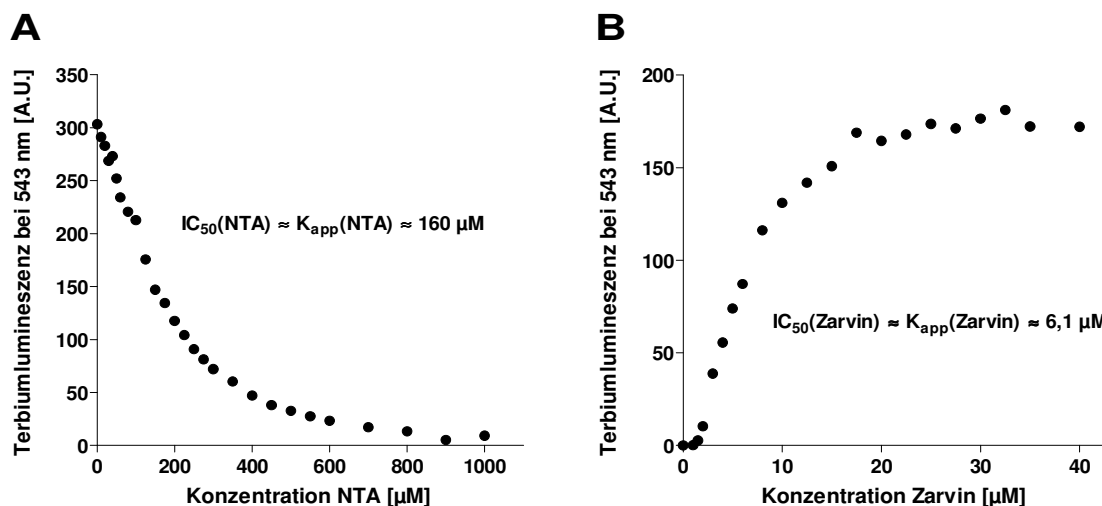 A
Terbiumlumineszenz bei 543 nm [A.U.]
350
300
250
200
150
100
50
0
IC50(NTA) ≈ Kapp(NTA) ≈ 160 µM
0 200 400 600 800 1000
Konzentration NTA [µM]
B
Terbiumlumineszenz bei 543 nm [A.U.]
200
150
100
50
0
IC50(Zarvin) ≈ Kapp(Zarvin) ≈ 6,1 µM
0 10 20 30 40
Konzentration Zarvin [µM]